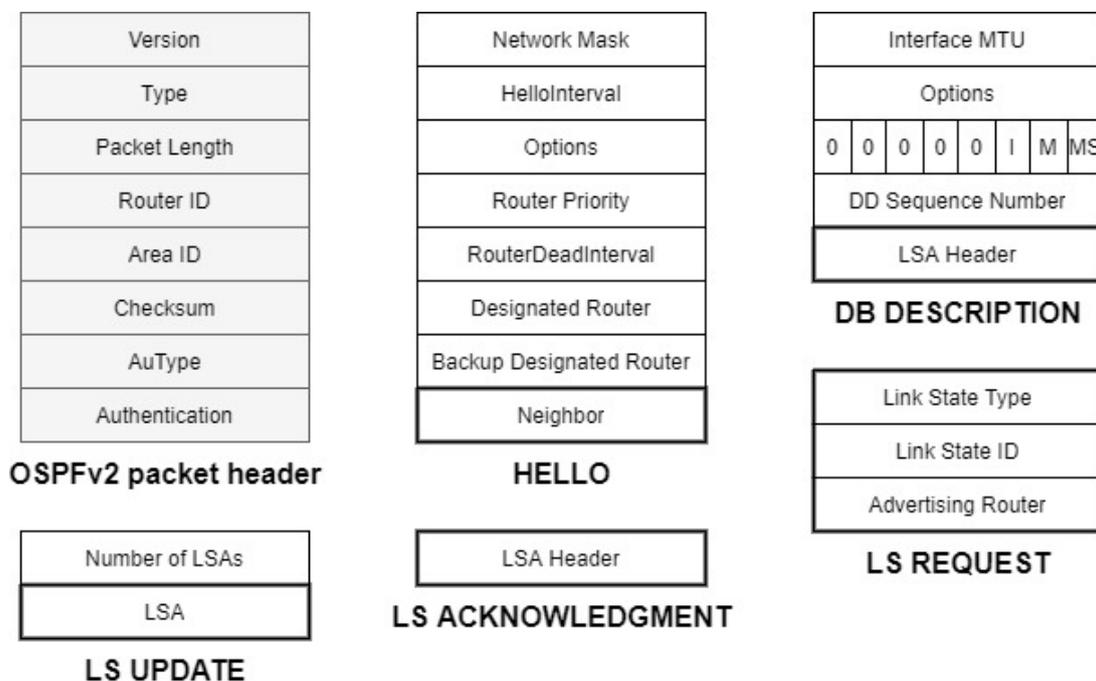 Version
Type
Packet Length
Router ID
Area ID
Checksum
AuType
Authentication
OSPFv2 packet header
Network Mask
HelloInterval
Options
Router Priority
RouterDeadInterval
Designated Router
Backup Designated Router
Neighbor
HELLO
Interface MTU
Options
0 0 0 0 0 I M MS
DD Sequence Number
LSA Header
DB DESCRIPTION
Link State Type
Link State ID
Advertising Router
LS REQUEST
Number of LSAs
LSA
LS UPDATE
LSA Header
LS ACKNOWLEDGMENT